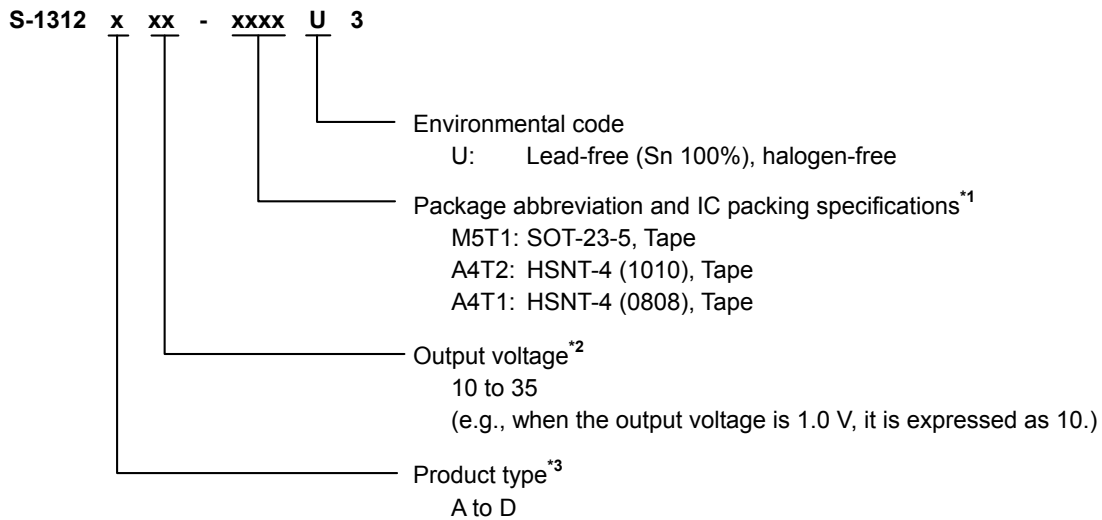 S-1312 x xx - xxxx U 3
Environmental code
U: Lead-free (Sn 100%), halogen-free
Package abbreviation and IC packing specifications*1
M5T1: SOT-23-5, Tape
A4T2: HSNT-4 (1010), Tape
A4T1: HSNT-4 (0808), Tape
Output voltage*2
10 to 35
(e.g., when the output voltage is 1.0 V, it is expressed as 10.)
Product type*3
A to D